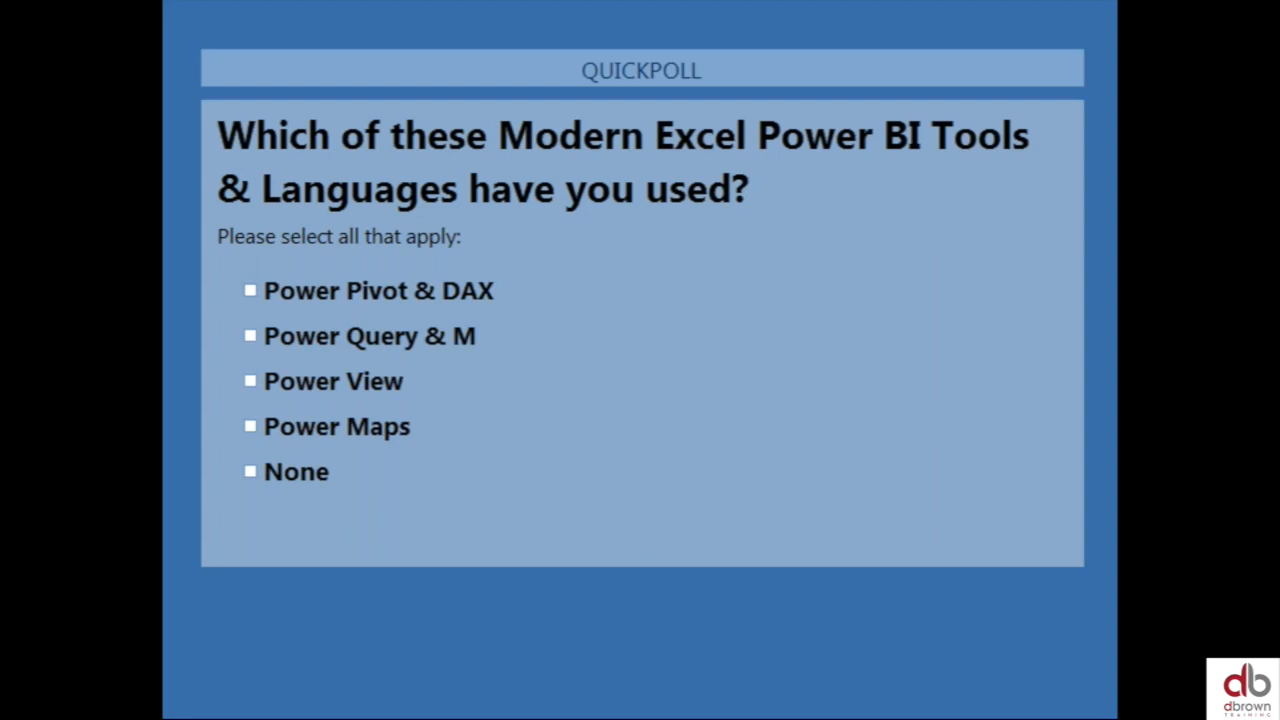 QUICKPOLL
Which of these Modern Excel Power BI Tools
& Languages have you used?
Please select all that apply:
Power Pivot & DAX
Power Query & M
Power View
Power Maps
None
db
dbrown
TRAINING